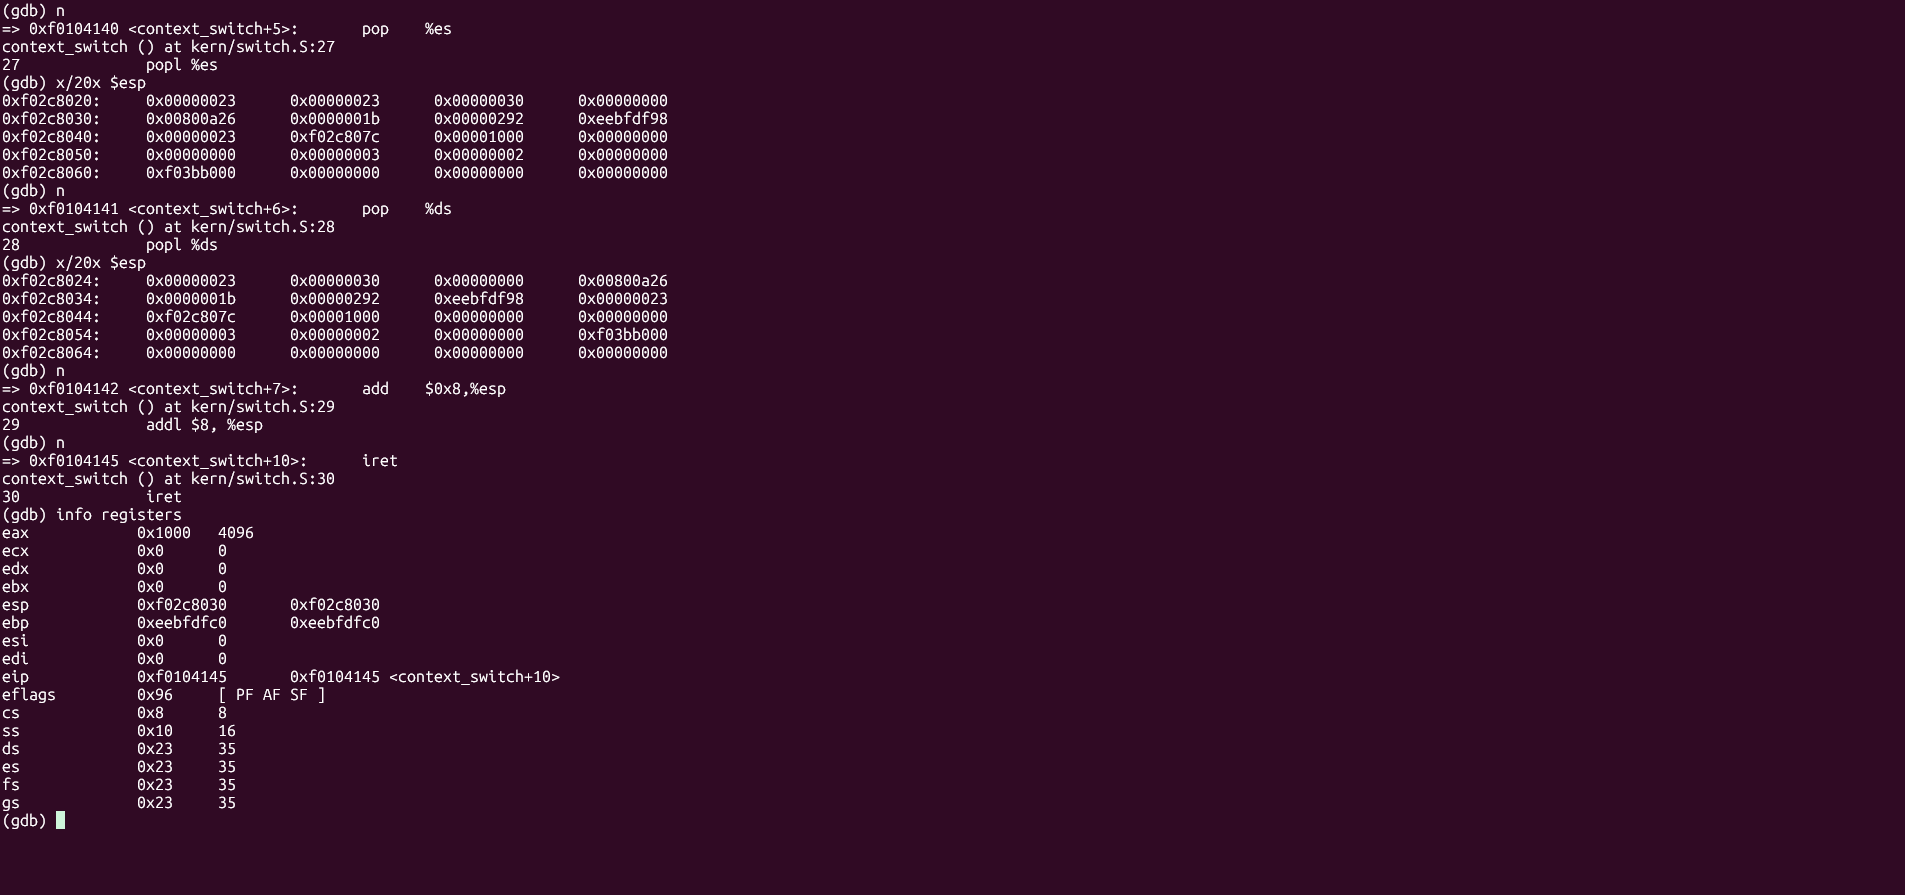 (gdb) n
=> 0xf0104140 <context_switch+5>:       pop    %es
context_switch () at kern/switch.S:27
27              popl %es
(gdb) x/20x $esp
0xf02c8020:     0x00000023      0x00000023      0x00000030      0x00000000
0xf02c8030:     0x00800a26      0x0000001b      0x00000292      0xeebfdf98
0xf02c8040:     0x00000023      0xf02c807c      0x00001000      0x00000000
0xf02c8050:     0x00000000      0x00000003      0x00000002      0x00000000
0xf02c8060:     0xf03bb000      0x00000000      0x00000000      0x00000000
(gdb) n
=> 0xf0104141 <context_switch+6>:       pop    %ds
context_switch () at kern/switch.S:28
28              popl %ds
(gdb) x/20x $esp
0xf02c8024:     0x00000023      0x00000030      0x00000000      0x00800a26
0xf02c8034:     0x0000001b      0x00000292      0xeebfdf98      0x00000023
0xf02c8044:     0xf02c807c      0x00001000      0x00000000      0x00000000
0xf02c8054:     0x00000003      0x00000002      0x00000000      0xf03bb000
0xf02c8064:     0x00000000      0x00000000      0x00000000      0x00000000
(gdb) n
=> 0xf0104142 <context_switch+7>:       add    $0x8,%esp
context_switch () at kern/switch.S:29
29              addl $8, %esp
(gdb) n
=> 0xf0104145 <context_switch+10>:      iret
context_switch () at kern/switch.S:30
30              iret
(gdb) info registers
eax            0x1000   4096
ecx            0x0      0
edx            0x0      0
ebx            0x0      0
esp            0xf02c8030       0xf02c8030
ebp            0xeebfdfc0       0xeebfdfc0
esi            0x0      0
edi            0x0      0
eip            0xf0104145       0xf0104145 <context_switch+10>
eflags         0x96     [ PF AF SF ]
cs             0x8      8
ss             0x10     16
ds             0x23     35
es             0x23     35
fs             0x23     35
gs             0x23     35
(gdb)